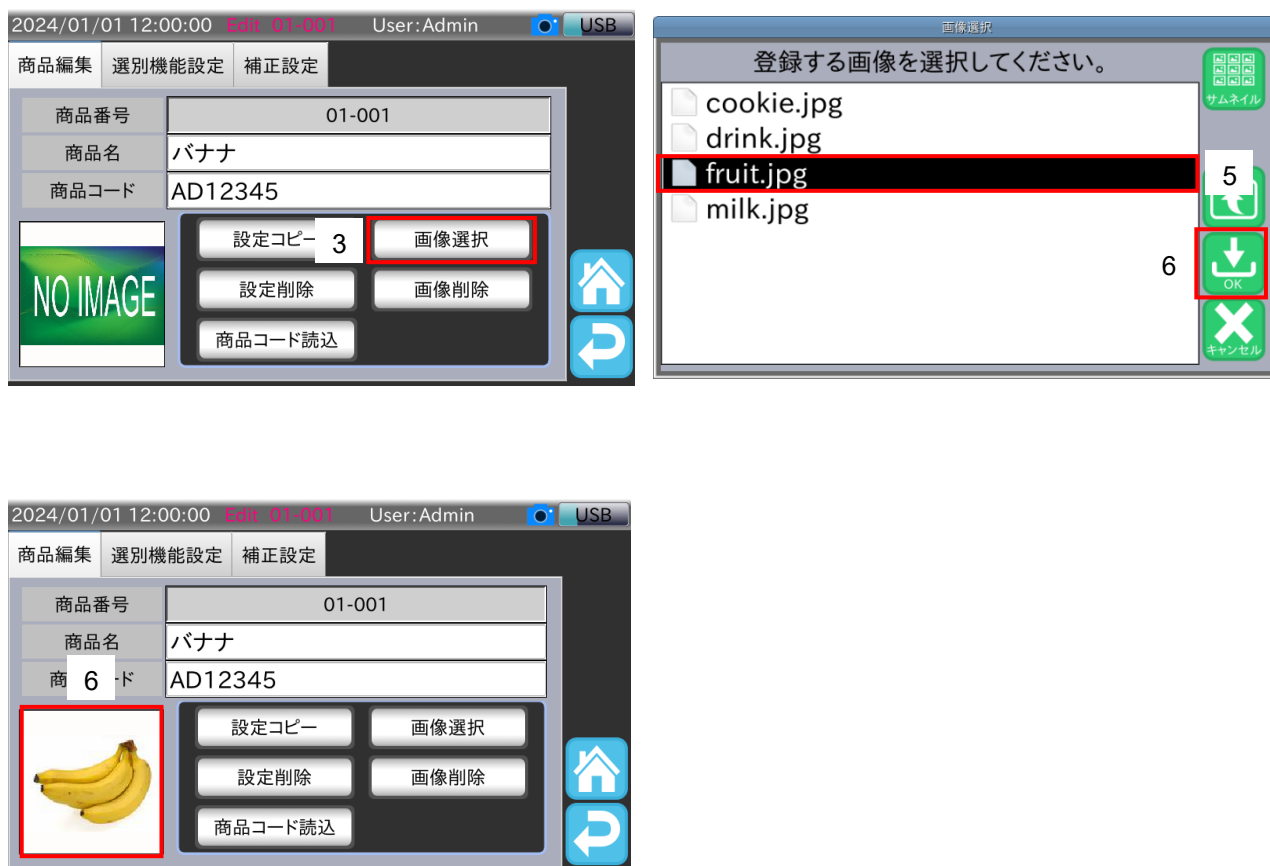 2024/01/01 12:00:00 Edit 01-001 User:Admin USB
商品編集 選別機能設定 補正設定
商品番号 01-001
商品名 バナナ
商品コード AD12345
NO IMAGE
設定コピー 3 画像選択
設定削除 画像削除
商品コード読込
画像選択
登録する画像を選択してください。
サムネイル
cookie.jpg
drink.jpg
fruit.jpg
5
milk.jpg
6
OK
キャンセル
2024/01/01 12:00:00 Edit 01-001 User:Admin USB
商品編集 選別機能設定 補正設定
商品番号 01-001
商品名 バナナ
商 6 ード AD12345
設定コピー 画像選択
設定削除 画像削除
商品コード読込